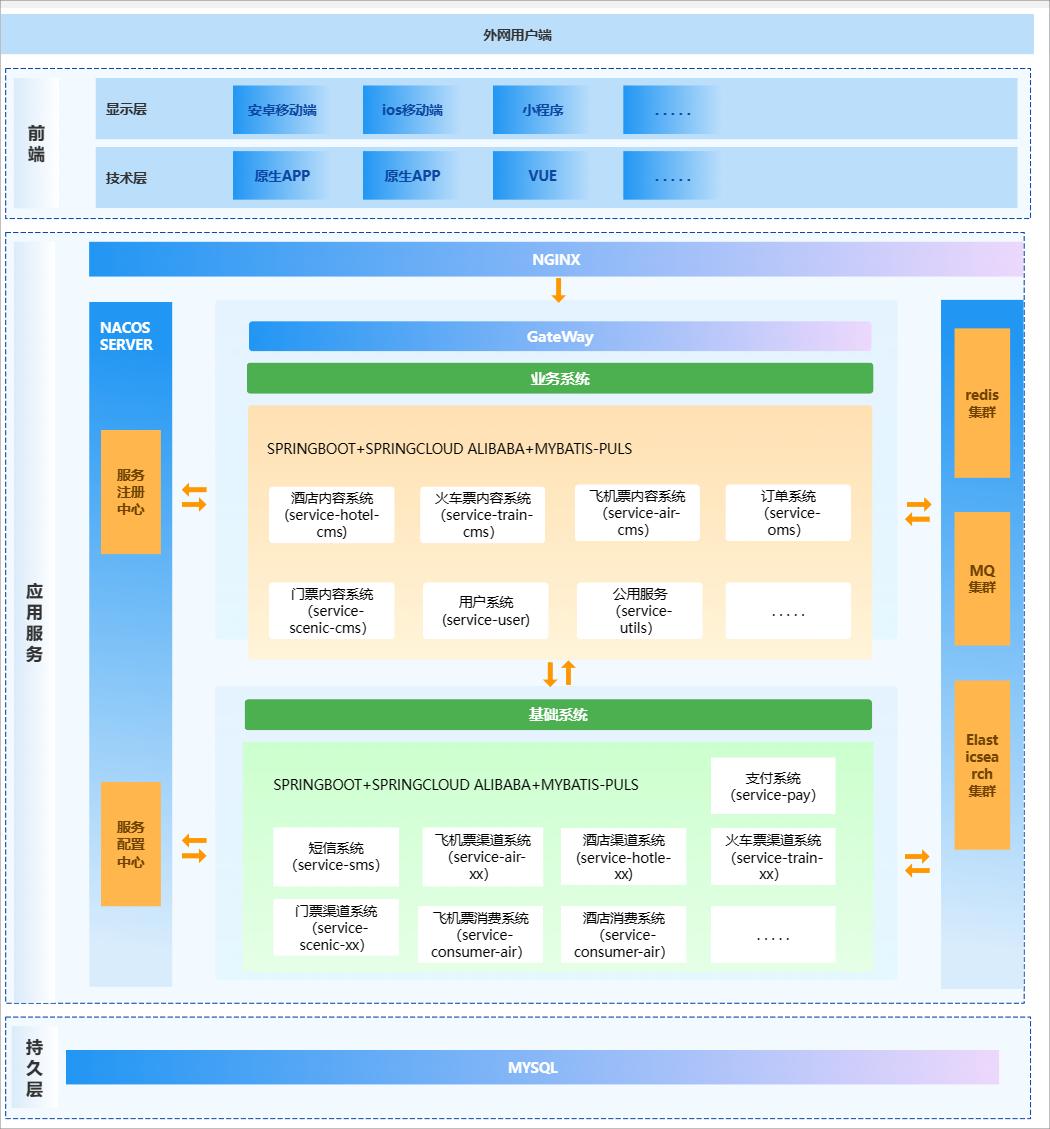 外网用户端
前
端
显示层
安卓移动端
ios移动端
小程序
.....
技术层
原生APP
原生APP
VUE
.....
应
用
服
务
NGINX
NACOS
SERVER
服务
注册
中心
服务
配置
中心
GateWay
业务系统
SPRINGBOOT+SPRINGCLOUD ALIBABA+MYBATIS-PULS
酒店内容系统
(service-hotel-
cms)
火车票内容系统
(service-train-
cms)
飞机票内容系统
(service-air-
cms)
订单系统
(service-
oms)
门票内容系统
(service-
scenic-cms)
用户系统
(service-user)
公用服务
(service-
utils)
.....
基础系统
SPRINGBOOT+SPRINGCLOUD ALIBABA+MYBATIS-PULS
支付系统
(service-pay)
短信系统
(service-sms)
飞机票渠道系统
(service-air-
xx)
酒店渠道系统
(service-hotle-
xx)
火车票渠道系统
(service-train-
xx)
门票渠道系统
(service-
scenic-xx)
飞机票消费系统
(service-
consumer-air)
酒店消费系统
(service-
consumer-air)
.....
redis
集群
MQ
集群
Elast
icsea
rch
集群
持
久
层
MYSQL